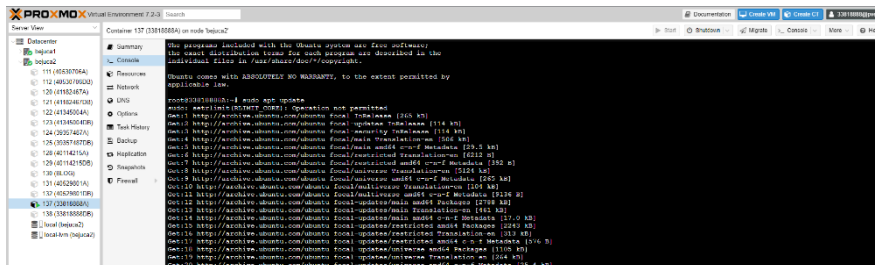 PROXMOX Virtual Environment 7.2-3 Search
Documentation Create VM Create CT
Server View
Container 137 (33818888A) on node 'bejuca2'
Start Shutdown Migrate Console More
Datacenter
bejuca1
bejuca2
111 (40530706A)
112 (40530706DB)
120 (41182467A)
121 (41182467DB)
122 (41345004A)
123 (41345004DB)
124 (39357487A)
125 (39357487DB)
128 (40114215A)
129 (40114215DB)
130 (BLOG)
131 (40529801A)
132 (40529801DB)
137 (33818888A)
138 (33818888DB)
local (bejuca2)
local-lvm (bejuca2)
Summary
Console
Resources
Network
DNS
Options
Task History
Backup
Replication
Snapshots
Firewall
The programs included with the Ubuntu system are free software;
the exact distribution terms for each program are described in the
individual files in /usr/share/doc/*/copyright.
Ubuntu comes with ABSOLUTELY NO WARRANTY, to the extent permitted by
applicable law.
root@33818888A:~# sudo apt update
sudo: setrlimit(RLIMIT_CORE): Operation not permitted
Get:1 http://archive.ubuntu.com/ubuntu focal InRelease [265 kB]
Get:2 http://archive.ubuntu.com/ubuntu focal-updates InRelease [114 kB]
Get:3 http://archive.ubuntu.com/ubuntu focal-security InRelease [114 kB]
Get:4 http://archive.ubuntu.com/ubuntu focal/main Translation-en [506 kB]
Get:5 http://archive.ubuntu.com/ubuntu focal/main amd64 c-n-f Metadata [29.5 kB]
Get:6 http://archive.ubuntu.com/ubuntu focal/restricted Translation-en [6212 B]
Get:7 http://archive.ubuntu.com/ubuntu focal/restricted amd64 c-n-f Metadata [392 B]
Get:8 http://archive.ubuntu.com/ubuntu focal/universe Translation-en [5124 kB]
Get:9 http://archive.ubuntu.com/ubuntu focal/universe amd64 c-n-f Metadata [265 kB]
Get:10 http://archive.ubuntu.com/ubuntu focal/multiverse Translation-en [104 kB]
Get:11 http://archive.ubuntu.com/ubuntu focal/multiverse amd64 c-n-f Metadata [9136 B]
Get:12 http://archive.ubuntu.com/ubuntu focal-updates/main amd64 Packages [2708 kB]
Get:13 http://archive.ubuntu.com/ubuntu focal-updates/main Translation-en [461 kB]
Get:14 http://archive.ubuntu.com/ubuntu focal-updates/main amd64 c-n-f Metadata [17.0 kB]
Get:15 http://archive.ubuntu.com/ubuntu focal-updates/restricted amd64 Packages [2243 kB]
Get:16 http://archive.ubuntu.com/ubuntu focal-updates/restricted Translation-en [313 kB]
Get:17 http://archive.ubuntu.com/ubuntu focal-updates/restricted amd64 c-n-f Metadata [576 B]
Get:18 http://archive.ubuntu.com/ubuntu focal-updates/universe amd64 Packages [1105 kB]
Get:19 http://archive.ubuntu.com/ubuntu focal-updates/universe Translation-en [264 kB]